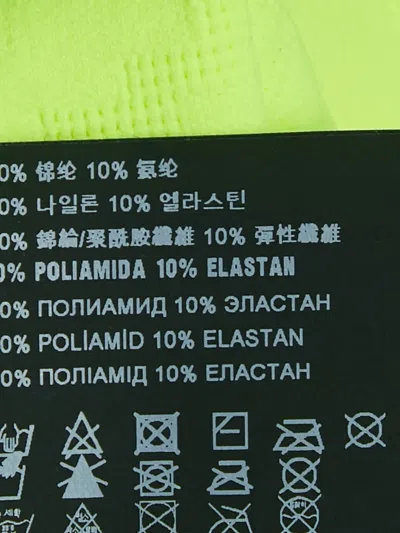 0% 锦纶 10% 氨纶
0% 나일론 10% 엘라스틴
0% 錦綸/聚酰胺纖維 10% 彈性纖維
0% POLIAMIDA 10% ELASTAN
0% ПОЛИАМИД 10% ЭЛАСТАН
0% POLİAMİD 10% ELASTAN
0% ПОЛІАМІД 10% ЕЛАСТАН